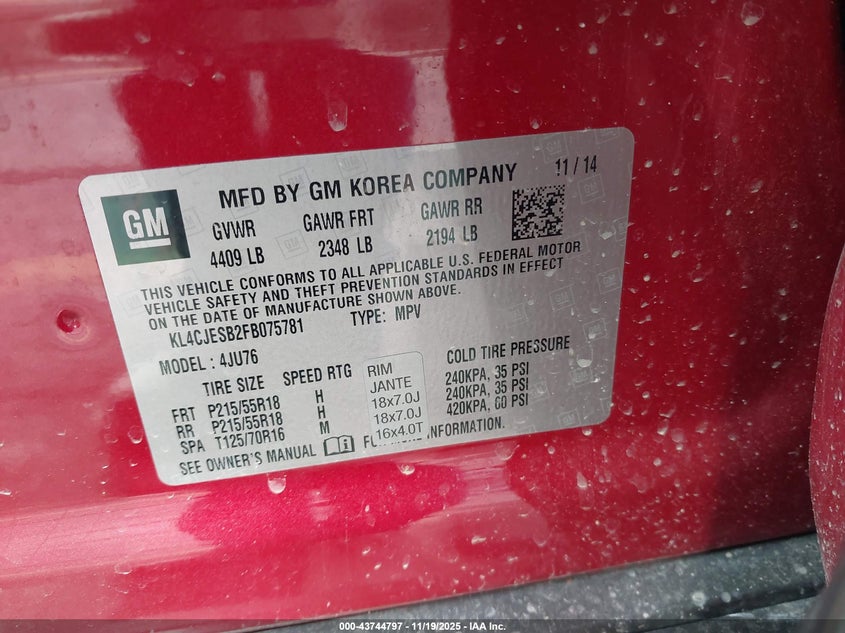 GM
MFD BY GM KOREA COMPANY 11 / 14
GVWR GAWR FRT GAWR RR
4409 LB 2348 LB 2194 LB
THIS VEHICLE CONFORMS TO ALL APPLICABLE U.S. FEDERAL MOTOR
VEHICLE SAFETY AND THEFT PREVENTION STANDARDS IN EFFECT
ON THE DATE OF MANUFACTURE SHOWN ABOVE.
KL4CJESB2FB075781 TYPE: MPV
MODEL : 4JU76
TIRE SIZE SPEED RTG RIM COLD TIRE PRESSURE
JANTE
FRT P215/55R18 H 18x7.0J 240KPA, 35 PSI
RR P215/55R18 H 18x7.0J 240KPA, 35 PSI
SPA T125/70R16 M 16x4.0T 420KPA, 60 PSI
SEE OWNER'S MANUAL FOR MORE INFORMATION.
000-43744797 - 11/19/2025 - IAA Inc.